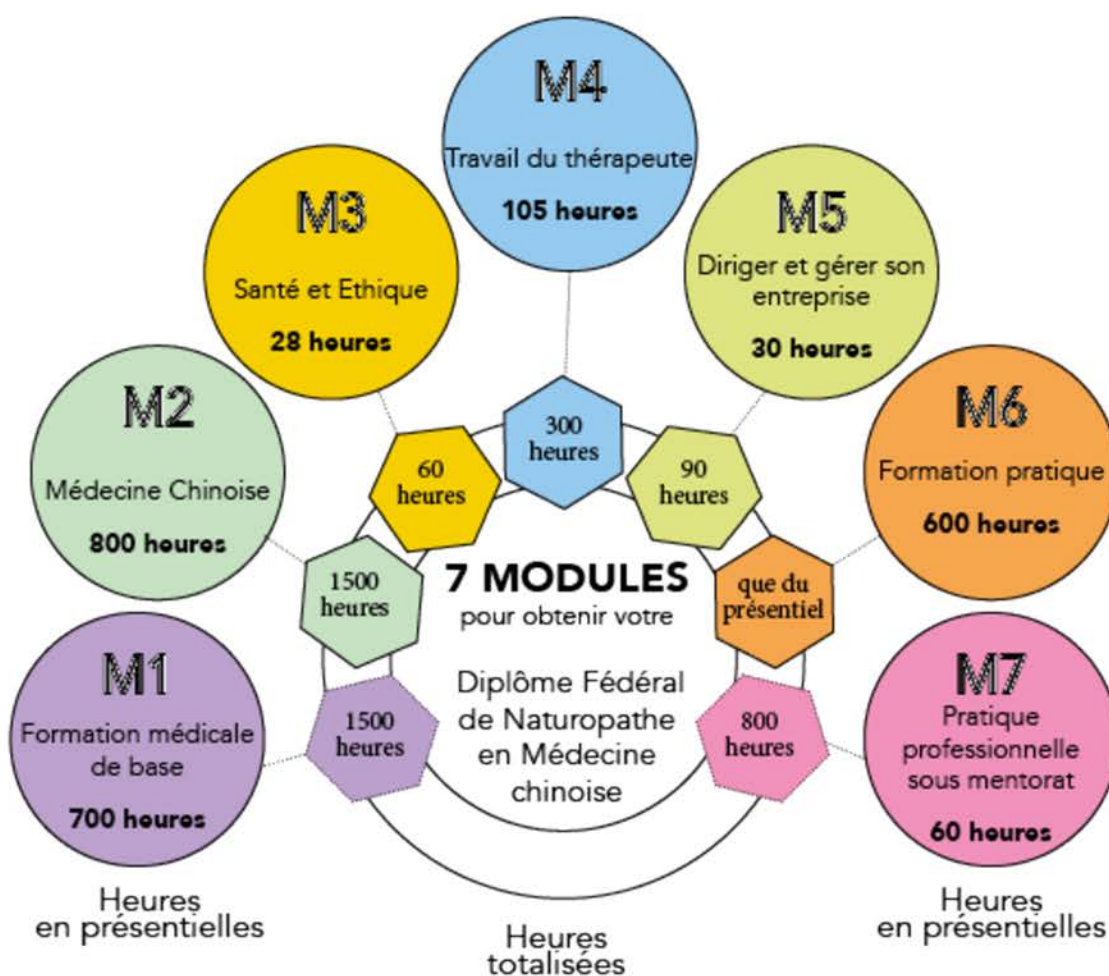 M4
Travail du thérapeute
105 heures
M3
Santé et Ethique
28 heures
M5
Diriger et gérer son
entreprise
30 heures
M2
Médecine Chinoise
800 heures
M6
Formation pratique
600 heures
M1
Formation médicale
de base
700 heures
M7
Pratique
professionnelle
sous mentorat
60 heures
300
heures
60
heures
90
heures
1500
heures
que du
présentiel
1500
heures
800
heures
7 MODULES
pour obtenir votre
Diplôme Fédéral
de Naturopathe
en Médecine
chinoise
Heures
en présentielles
Heures
totalisées
Heures
en présentielles